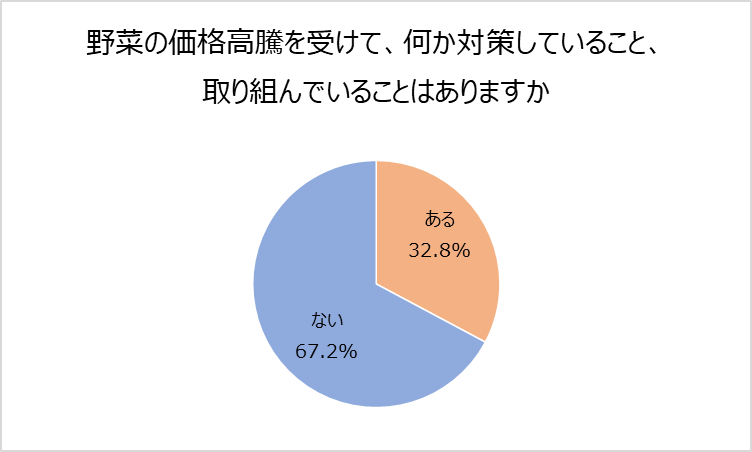 野菜の価格高騰を受けて、何か対策していること、
取り組んでいることはありますか
ある
32.8%
ない
67.2%